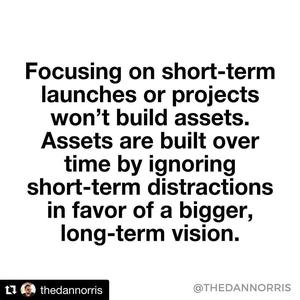 Focusing on short-term
launches or projects
won't build assets.
Assets are built over
time by ignoring
short-term distractions
in favor of a bigger,
long-term vision.
thedannorris
@THEDANNORRIS